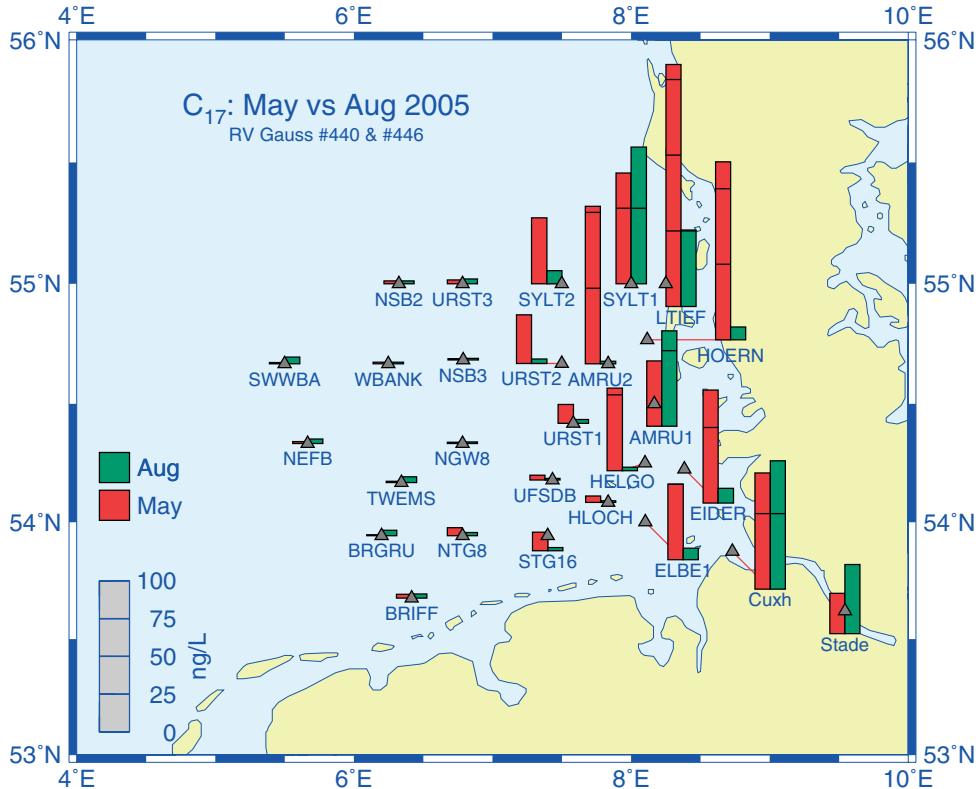 4˚E 6˚E 8˚E 10˚E
56˚N 56˚N
C17: May vs Aug 2005
RV Gauss #440 & #446
55˚N 55˚N
NSB2 URST3 SYLT2 SYLT1
LTIEF
HOERN
SWWBA WBANK NSB3 URST2 AMRU2
URST1 AMRU1
NEFB NGW8 HELGO
Aug
TWEMS UFSDB
May
HLOCH EIDER
54˚N 54˚N
BRGRU NTG8 STG16 ELBE1
100
Cuxh
BRIFF
75
Stade
50
ng/L
25
0
53˚N 53˚N
4˚E 6˚E 8˚E 10˚E